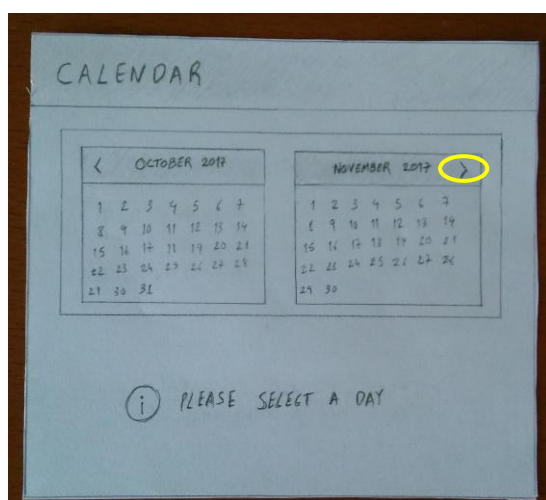 CALENDAR
< OCTOBER 2017
1 2 3 4 5 6 7
8 9 10 11 12 13 14
15 16 17 18 19 20 21
22 23 24 25 26 27 28
29 30 31
NOVEMBER 2017 >
1 2 3 4 5 6 7
8 9 10 11 12 13 14
15 16 17 18 19 20 21
22 23 24 25 26 27 28
29 30
i PLEASE SELECT A DAY